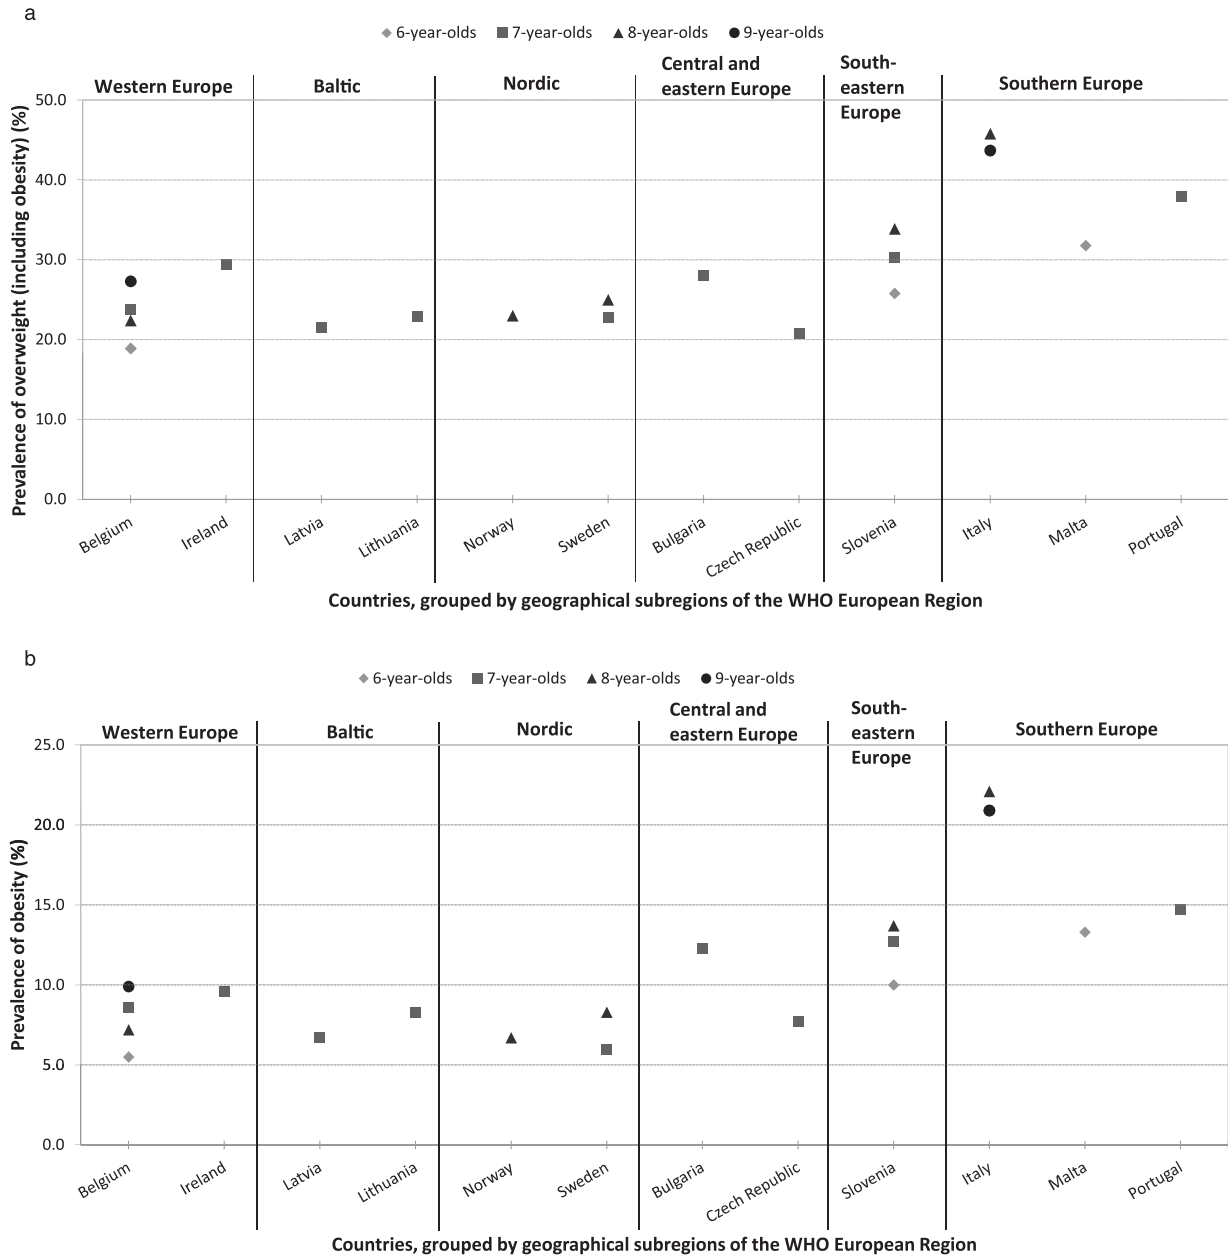 a
6-year-olds 7-year-olds 8-year-olds 9-year-olds
Western Europe Baltic Nordic Central and eastern Europe South-eastern Europe Southern Europe
Prevalence of overweight (including obesity) (%)
50.0
40.0
30.0
20.0
10.0
0.0
Belgium Ireland Latvia Lithuania Norway Sweden Bulgaria Czech Republic Slovenia Italy Malta Portugal
Countries, grouped by geographical subregions of the WHO European Region
b
6-year-olds 7-year-olds 8-year-olds 9-year-olds
Western Europe Baltic Nordic Central and eastern Europe South-eastern Europe Southern Europe
Prevalence of obesity (%)
25.0
20.0
15.0
10.0
5.0
0.0
Belgium Ireland Latvia Lithuania Norway Sweden Bulgaria Czech Republic Slovenia Italy Malta Portugal
Countries, grouped by geographical subregions of the WHO European Region